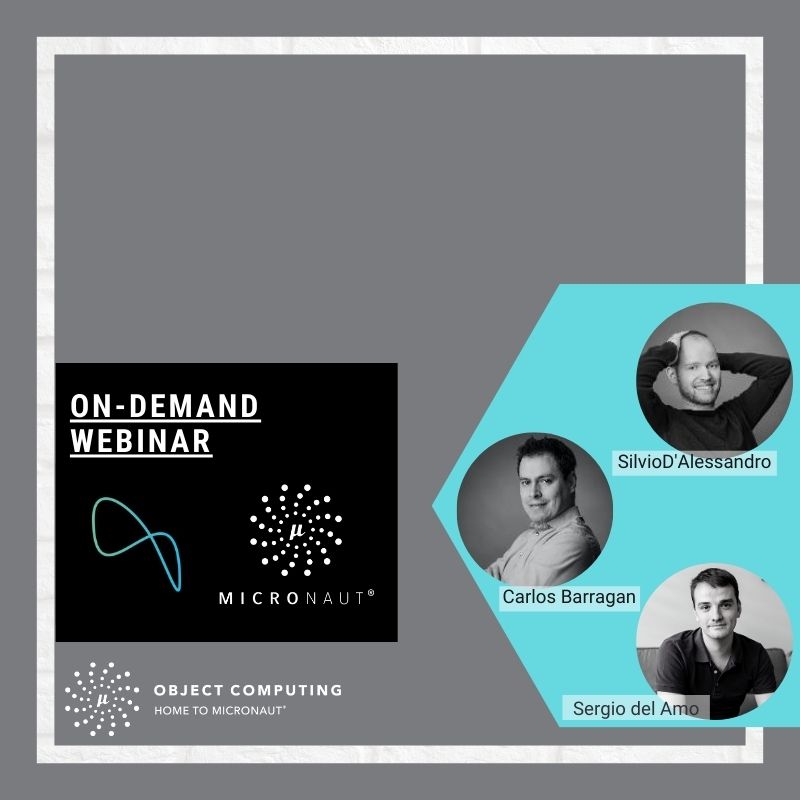 ON-DEMAND
WEBINAR
µ
MICRONAUT®
SilvioD'Alessandro
Carlos Barragan
Sergio del Amo
µ
OBJECT COMPUTING
HOME TO MICRONAUT®